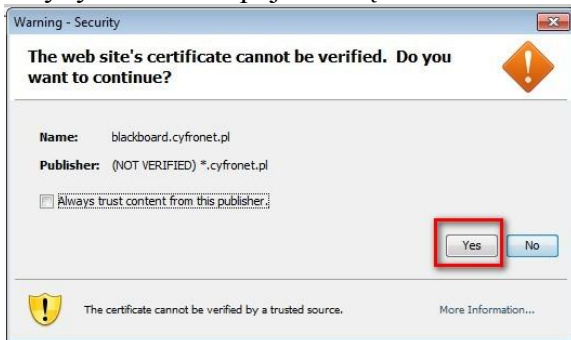 Warning - Security
The web site's certificate cannot be verified. Do you
want to continue?
Name: blackboard.cyfronet.pl
Publisher: (NOT VERIFIED) *.cyfronet.pl
Always trust content from this publisher.
Yes No
The certificate cannot be verified by a trusted source. More Information...